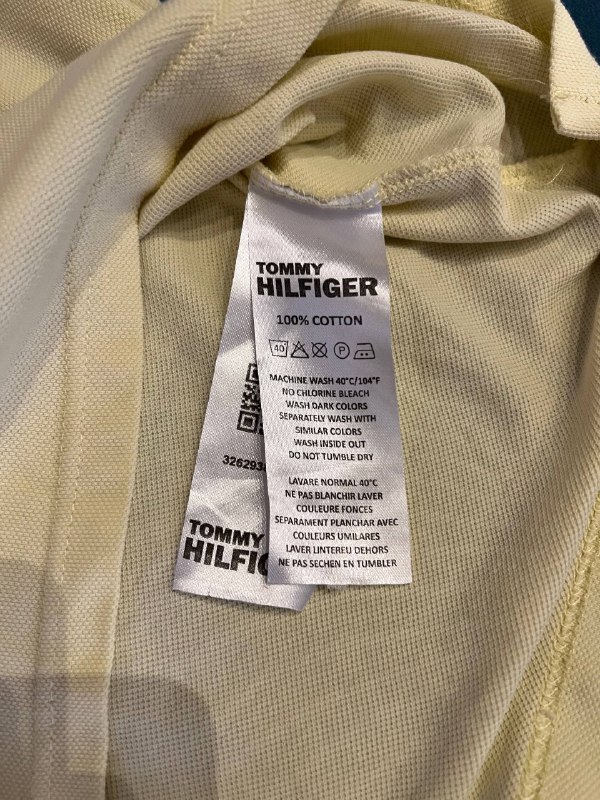 TOMMY
HILFIGER
100% COTTON
40 P
MACHINE WASH 40°C/104°F
NO CHLORINE BLEACH
WASH DARK COLORS
SEPARATELY WASH WITH
SIMILAR COLORS
WASH INSIDE OUT
DO NOT TUMBLE DRY
LAVARE NORMAL 40°C
NE PAS BLANCHIR LAVER
COULEURE FONCES
SEPARAMENT PLANCHAR AVEC
COULEURS UMILARES
LAVER LINTEREU DEHORS
NE PAS SECHEN EN TUMBLER
TOMMY
HILFIG